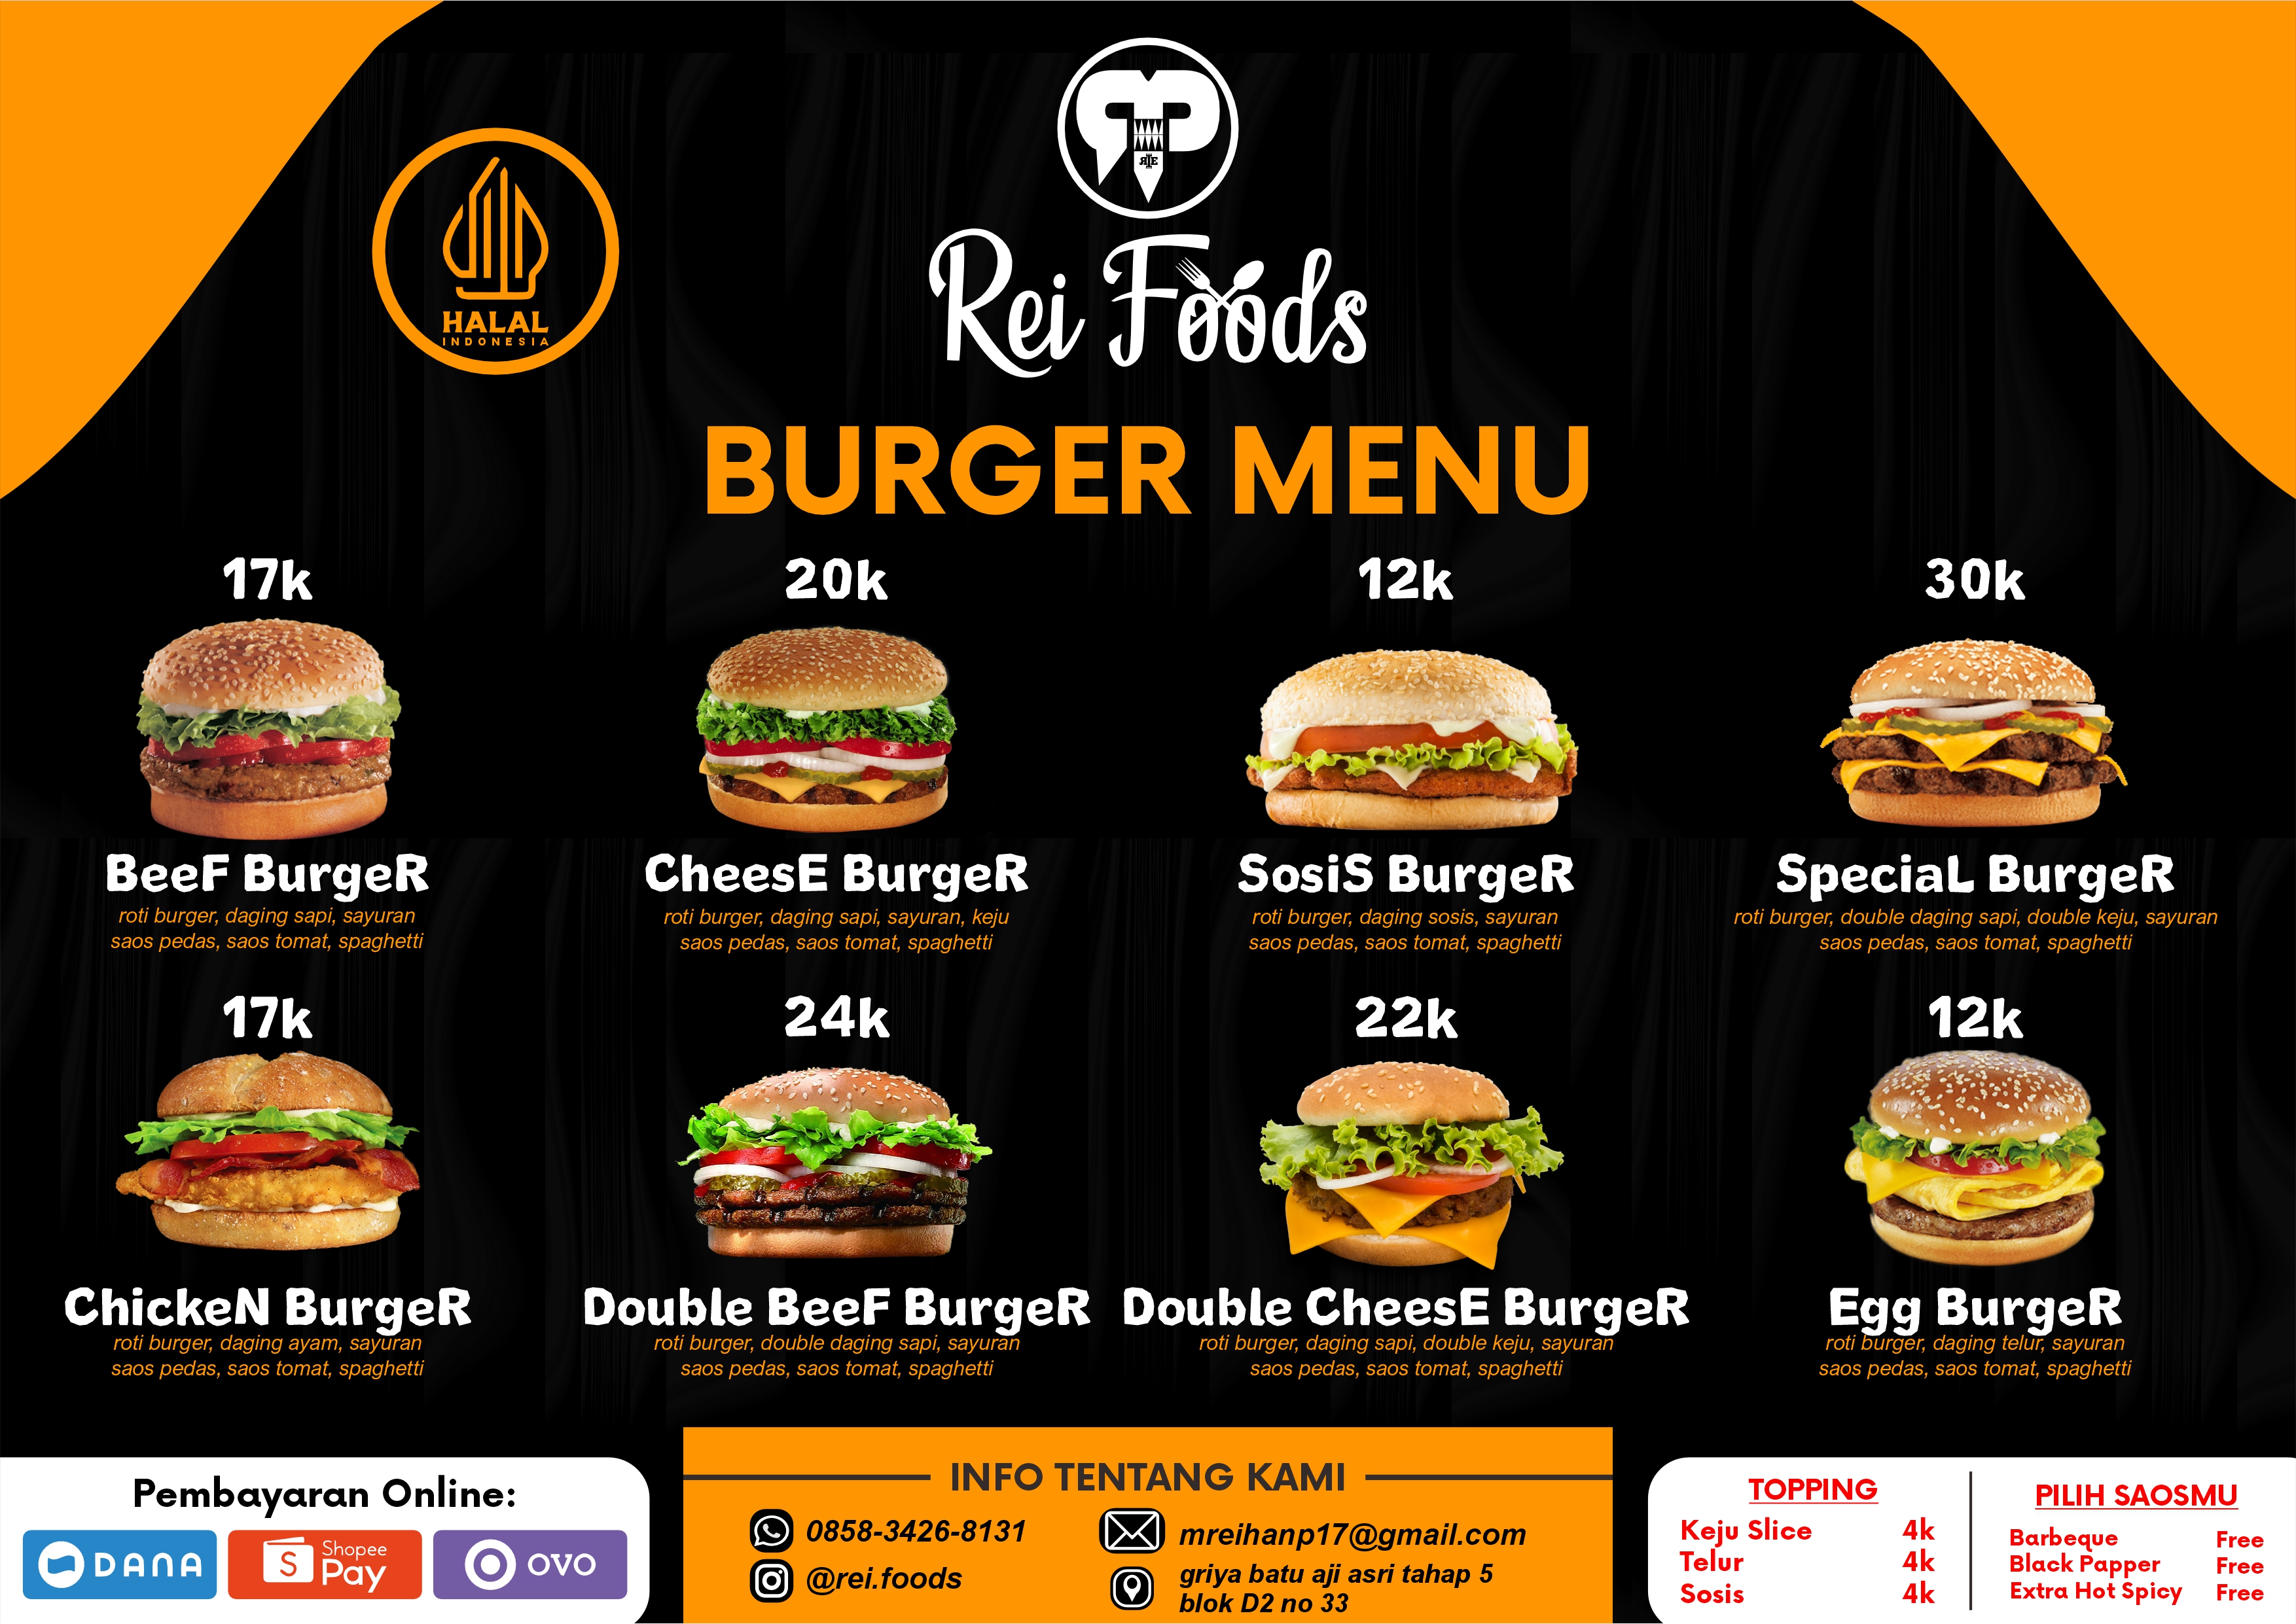 HALAL
INDONESIA
Rei Foods
BURGER MENU
17k
20k
12k
30k
BeeF BurgeR
roti burger, daging sapi, sayuran
saos pedas, saos tomat, spaghetti
CheesE BurgeR
roti burger, daging sapi, sayuran, keju
saos pedas, saos tomat, spaghetti
SosiS BurgeR
roti burger, daging sosis, sayuran
saos pedas, saos tomat, spaghetti
SpeciaL BurgeR
roti burger, double daging sapi, double keju, sayuran
saos pedas, saos tomat, spaghetti
17k
24k
22k
12k
ChickeN BurgeR
roti burger, daging ayam, sayuran
saos pedas, saos tomat, spaghetti
Double BeeF BurgeR
roti burger, double daging sapi, sayuran
saos pedas, saos tomat, spaghetti
Double CheesE BurgeR
roti burger, daging sapi, double keju, sayuran
saos pedas, saos tomat, spaghetti
Egg BurgeR
roti burger, daging telur, sayuran
saos pedas, saos tomat, spaghetti
Pembayaran Online:
DANA
Shopee
Pay
OVO
INFO TENTANG KAMI
0858-3426-8131
@rei.foods
mreihanp17@gmail.com
griya batu aji asri tahap 5
blok D2 no 33
TOPPING
Keju Slice 4k
Telur 4k
Sosis 4k
PILIH SAOSMU
Barbeque Free
Black Papper Free
Extra Hot Spicy Free